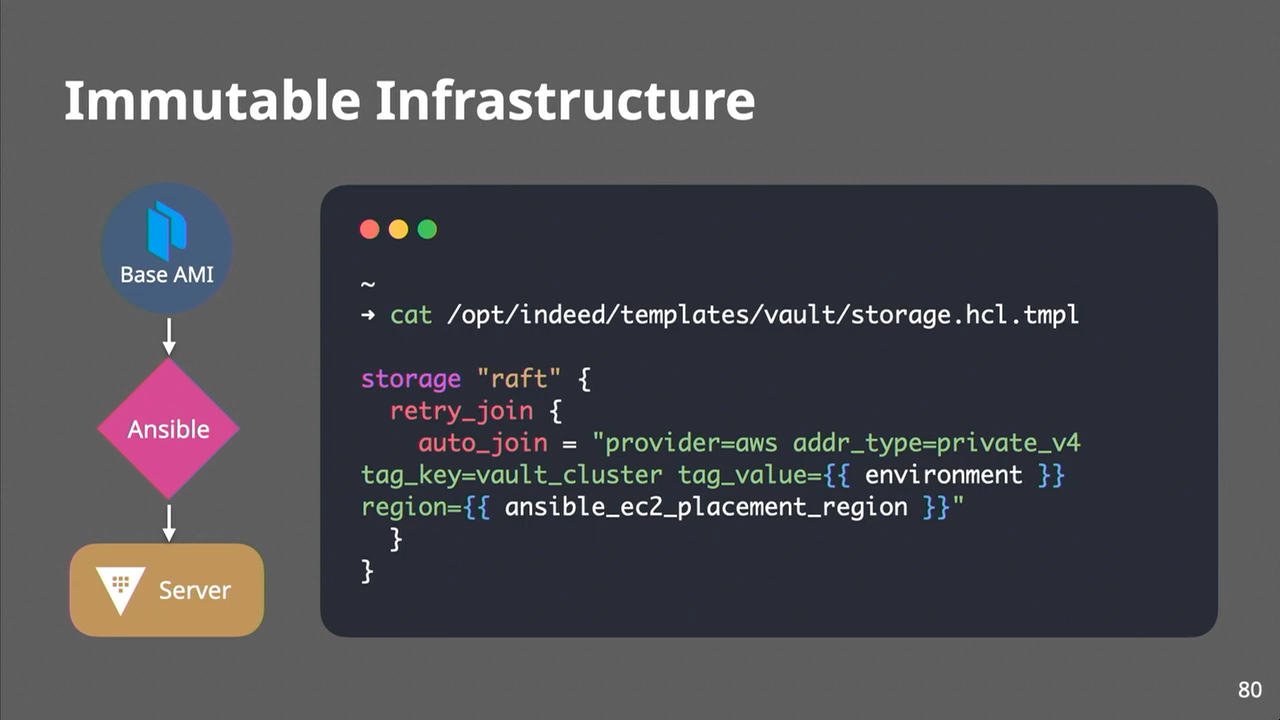 Immutable Infrastructure
Base AMI
Ansible
Server
~
➜ cat /opt/indeed/templates/vault/storage.hcl.tmpl
storage "raft" {
retry_join {
auto_join = "provider=aws addr_type=private_v4
tag_key=vault_cluster tag_value={{ environment }}
region={{ ansible_ec2_placement_region }}"
}
}
80